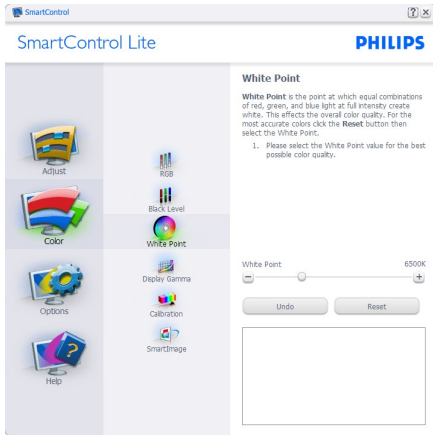 SmartControl
SmartControl Lite
PHILIPS
Adjust
Color
Options
Help
RGB
Black Level
White Point
Display Gamma
Calibration
SmartImage
White Point
White Point is the point at which equal combinations
of red, green, and blue light at full intensity create
white. This effects the overall color quality. For the
most accurate colors click the Reset button then
select the White Point.
1. Please select the White Point value for the best
possible color quality.
White Point 6500K
Undo Reset